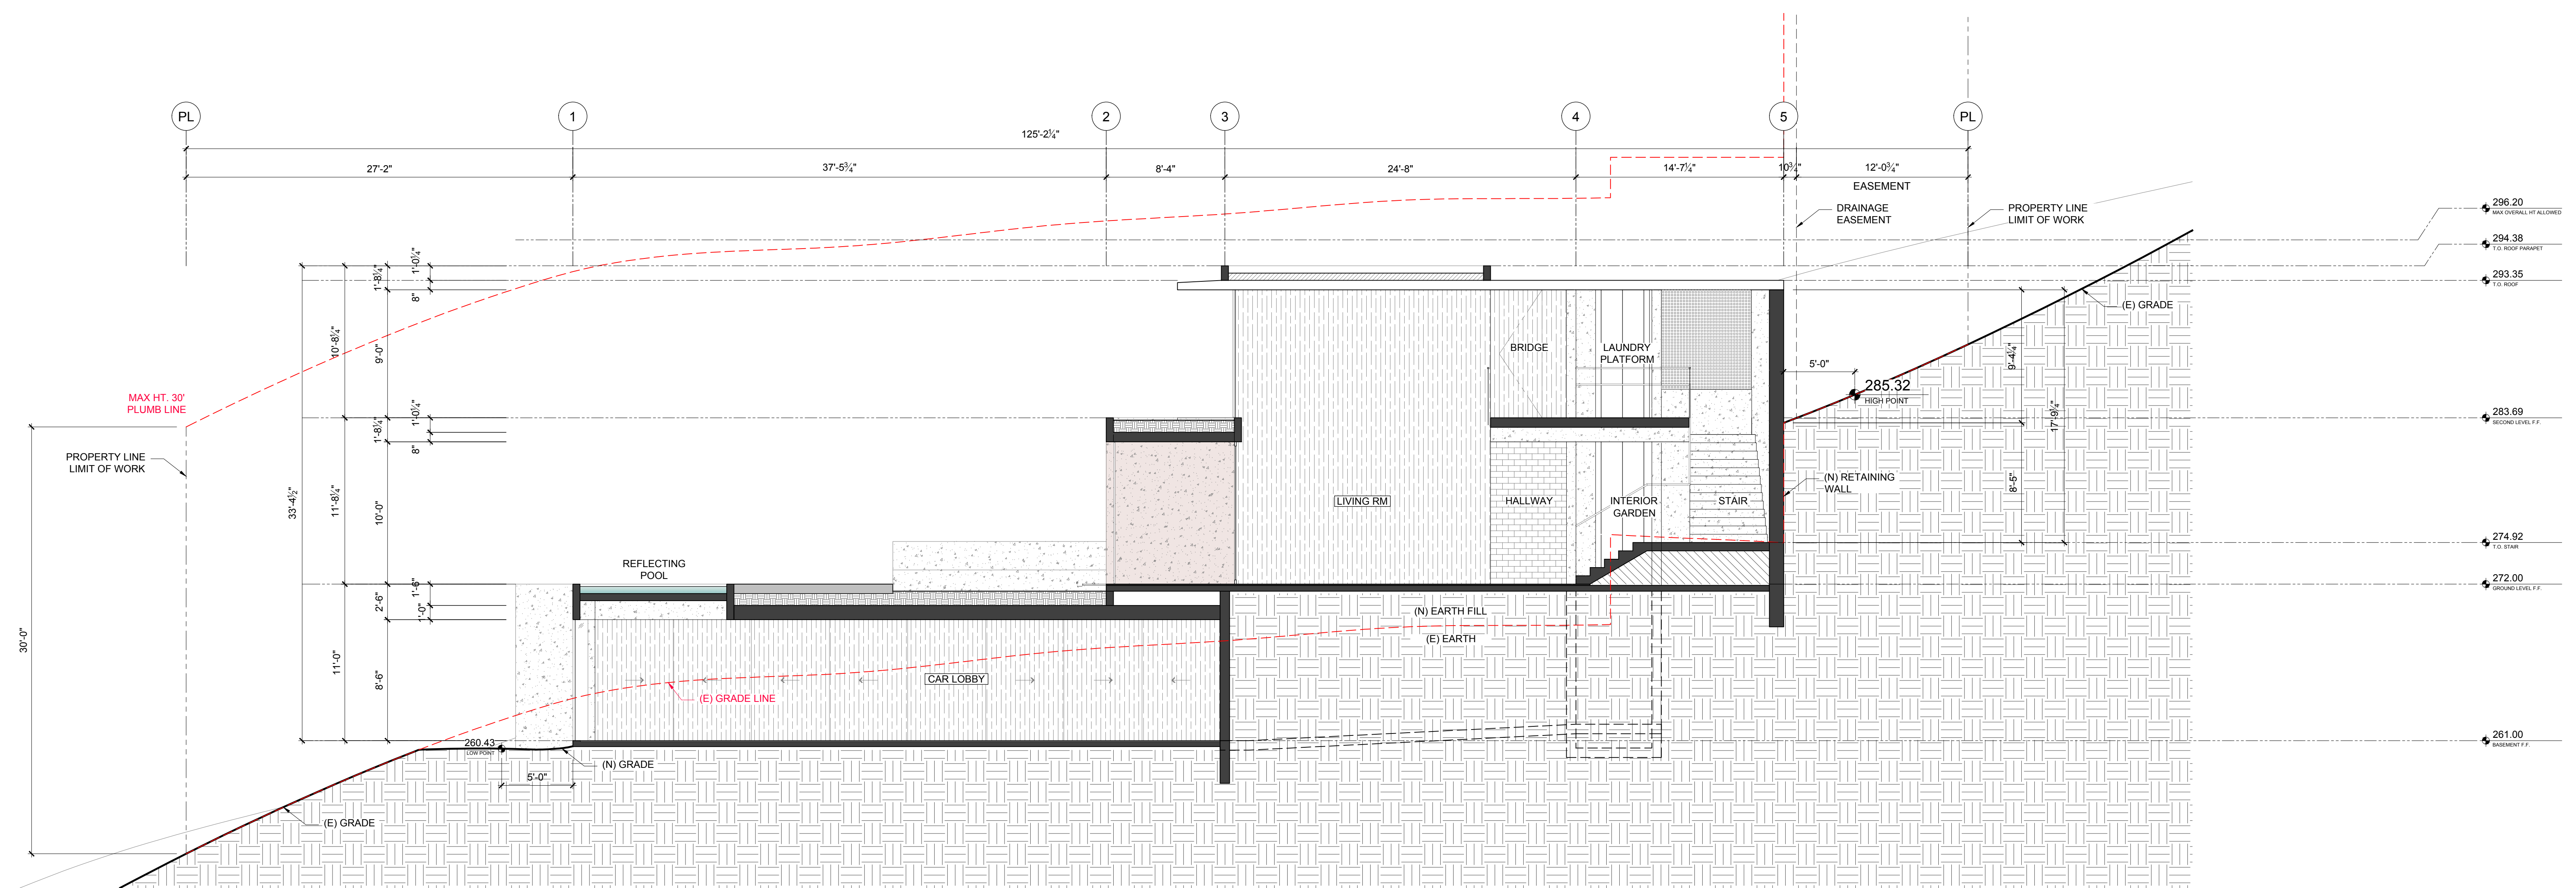 PL
1
2
3
4
5
PL
125'-2¼"
27'-2"
37'-5¾"
8'-4"
24'-8"
14'-7¼"
10¾"
12'-0¾"
EASEMENT
DRAINAGE
EASEMENT
PROPERTY LINE
LIMIT OF WORK
296.20
MAX OVERALL HT ALLOWED
294.38
T.O. ROOF PARAPET
293.35
T.O. ROOF
1'-8¼"
1'-0¼"
8"
10'-8¼"
9'-0"
(E) GRADE
BRIDGE
LAUNDRY
PLATFORM
9'-4¼"
5'-0"
285.32
HIGH POINT
MAX HT. 30'
PLUMB LINE
1'-8¼"
1'-0¼"
8"
17'-9¼"
283.69
SECOND LEVEL F.F.
PROPERTY LINE
LIMIT OF WORK
33'-4½"
11'-8¼"
10'-0"
LIVING RM
HALLWAY
INTERIOR
GARDEN
STAIR
(N) RETAINING
WALL
8'-5"
274.92
T.O. STAIR
REFLECTING
POOL
272.00
GROUND LEVEL F.F.
2'-6"
1'-6"
1'-0"
(N) EARTH FILL
(E) EARTH
30'-0"
11'-0"
8'-6"
CAR LOBBY
(E) GRADE LINE
260.43
LOW POINT
261.00
BASEMENT F.F.
(N) GRADE
5'-0"
(E) GRADE